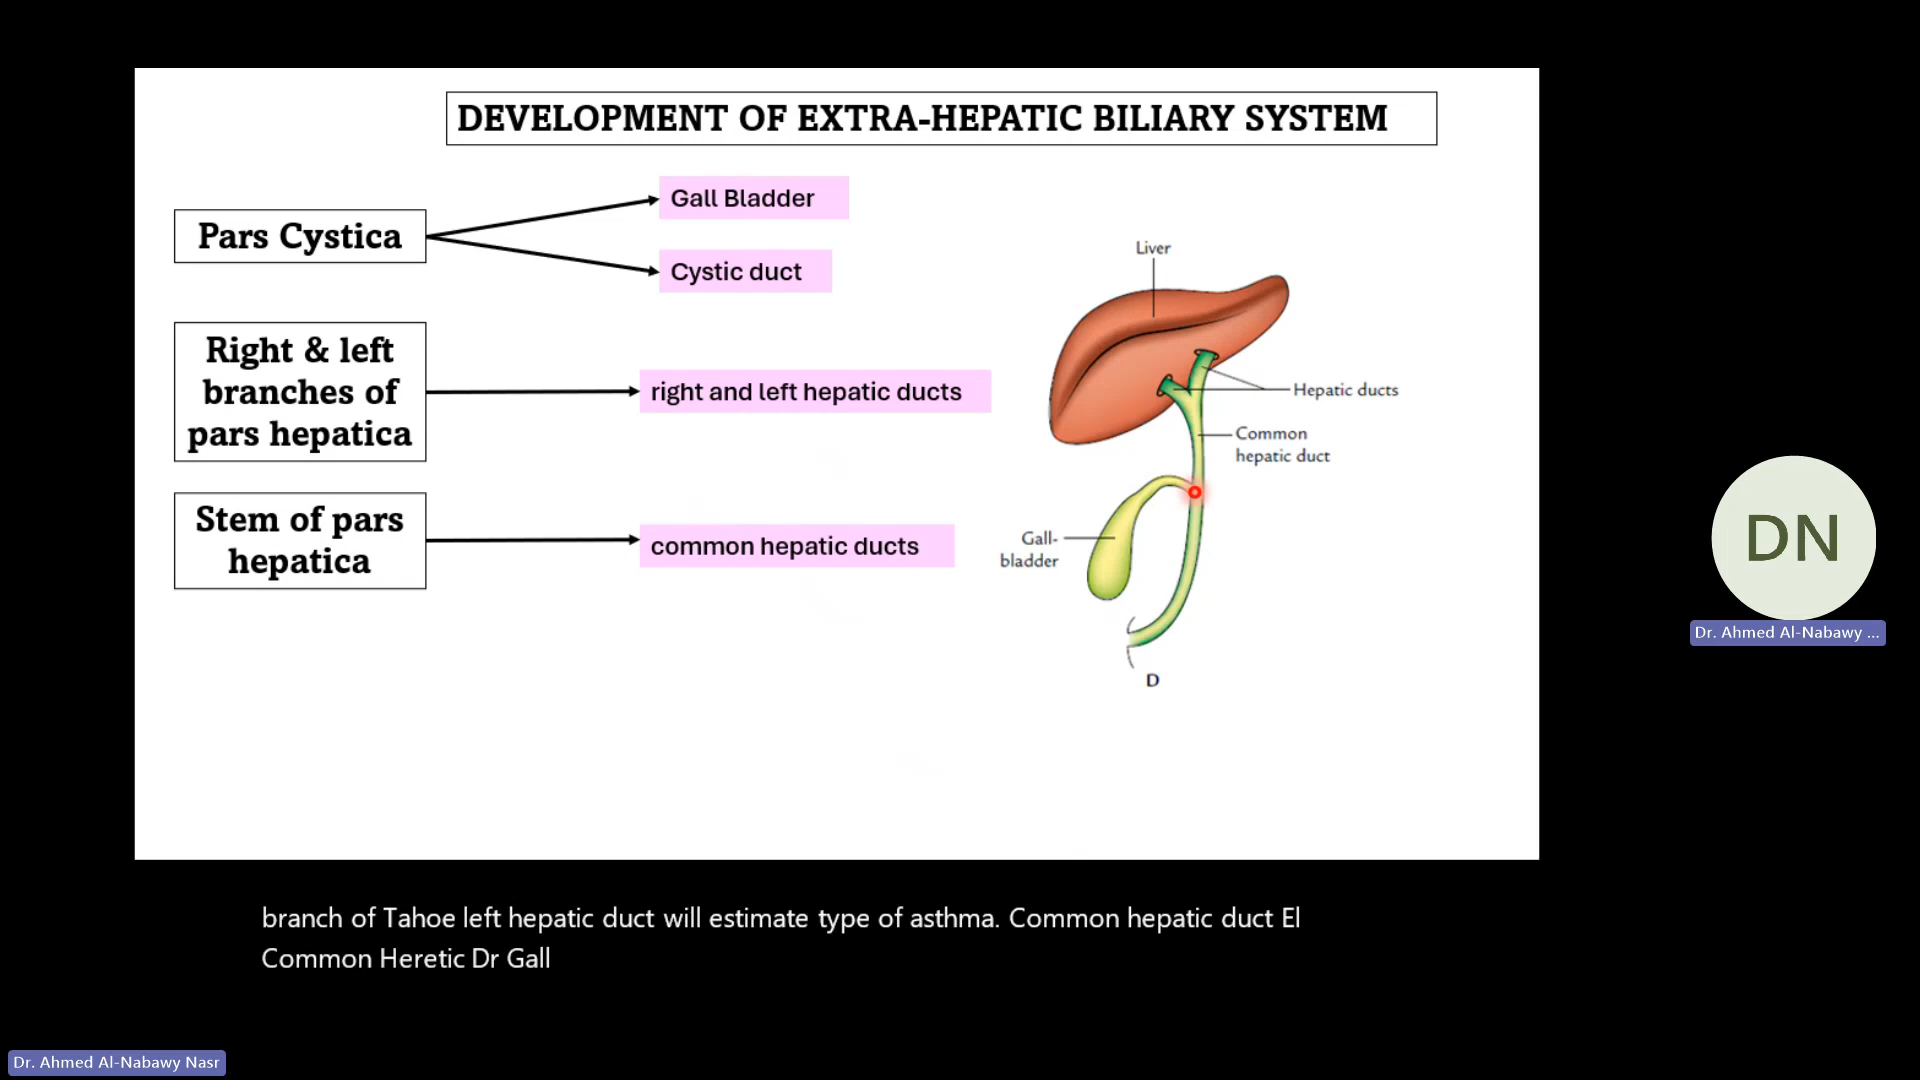 DEVELOPMENT OF EXTRA-HEPATIC BILIARY SYSTEM
Pars Cystica
Gall Bladder
Cystic duct
Right & left
branches of
pars hepatica
right and left hepatic ducts
Stem of pars
hepatica
common hepatic ducts
Liver
Hepatic ducts
Common
hepatic duct
Gall-
bladder
D
DN
Dr. Ahmed Al-Nabawy ...
branch of Tahoe left hepatic duct will estimate type of asthma. Common hepatic duct El
Common Heretic Dr Gall
Dr. Ahmed Al-Nabawy Nasr